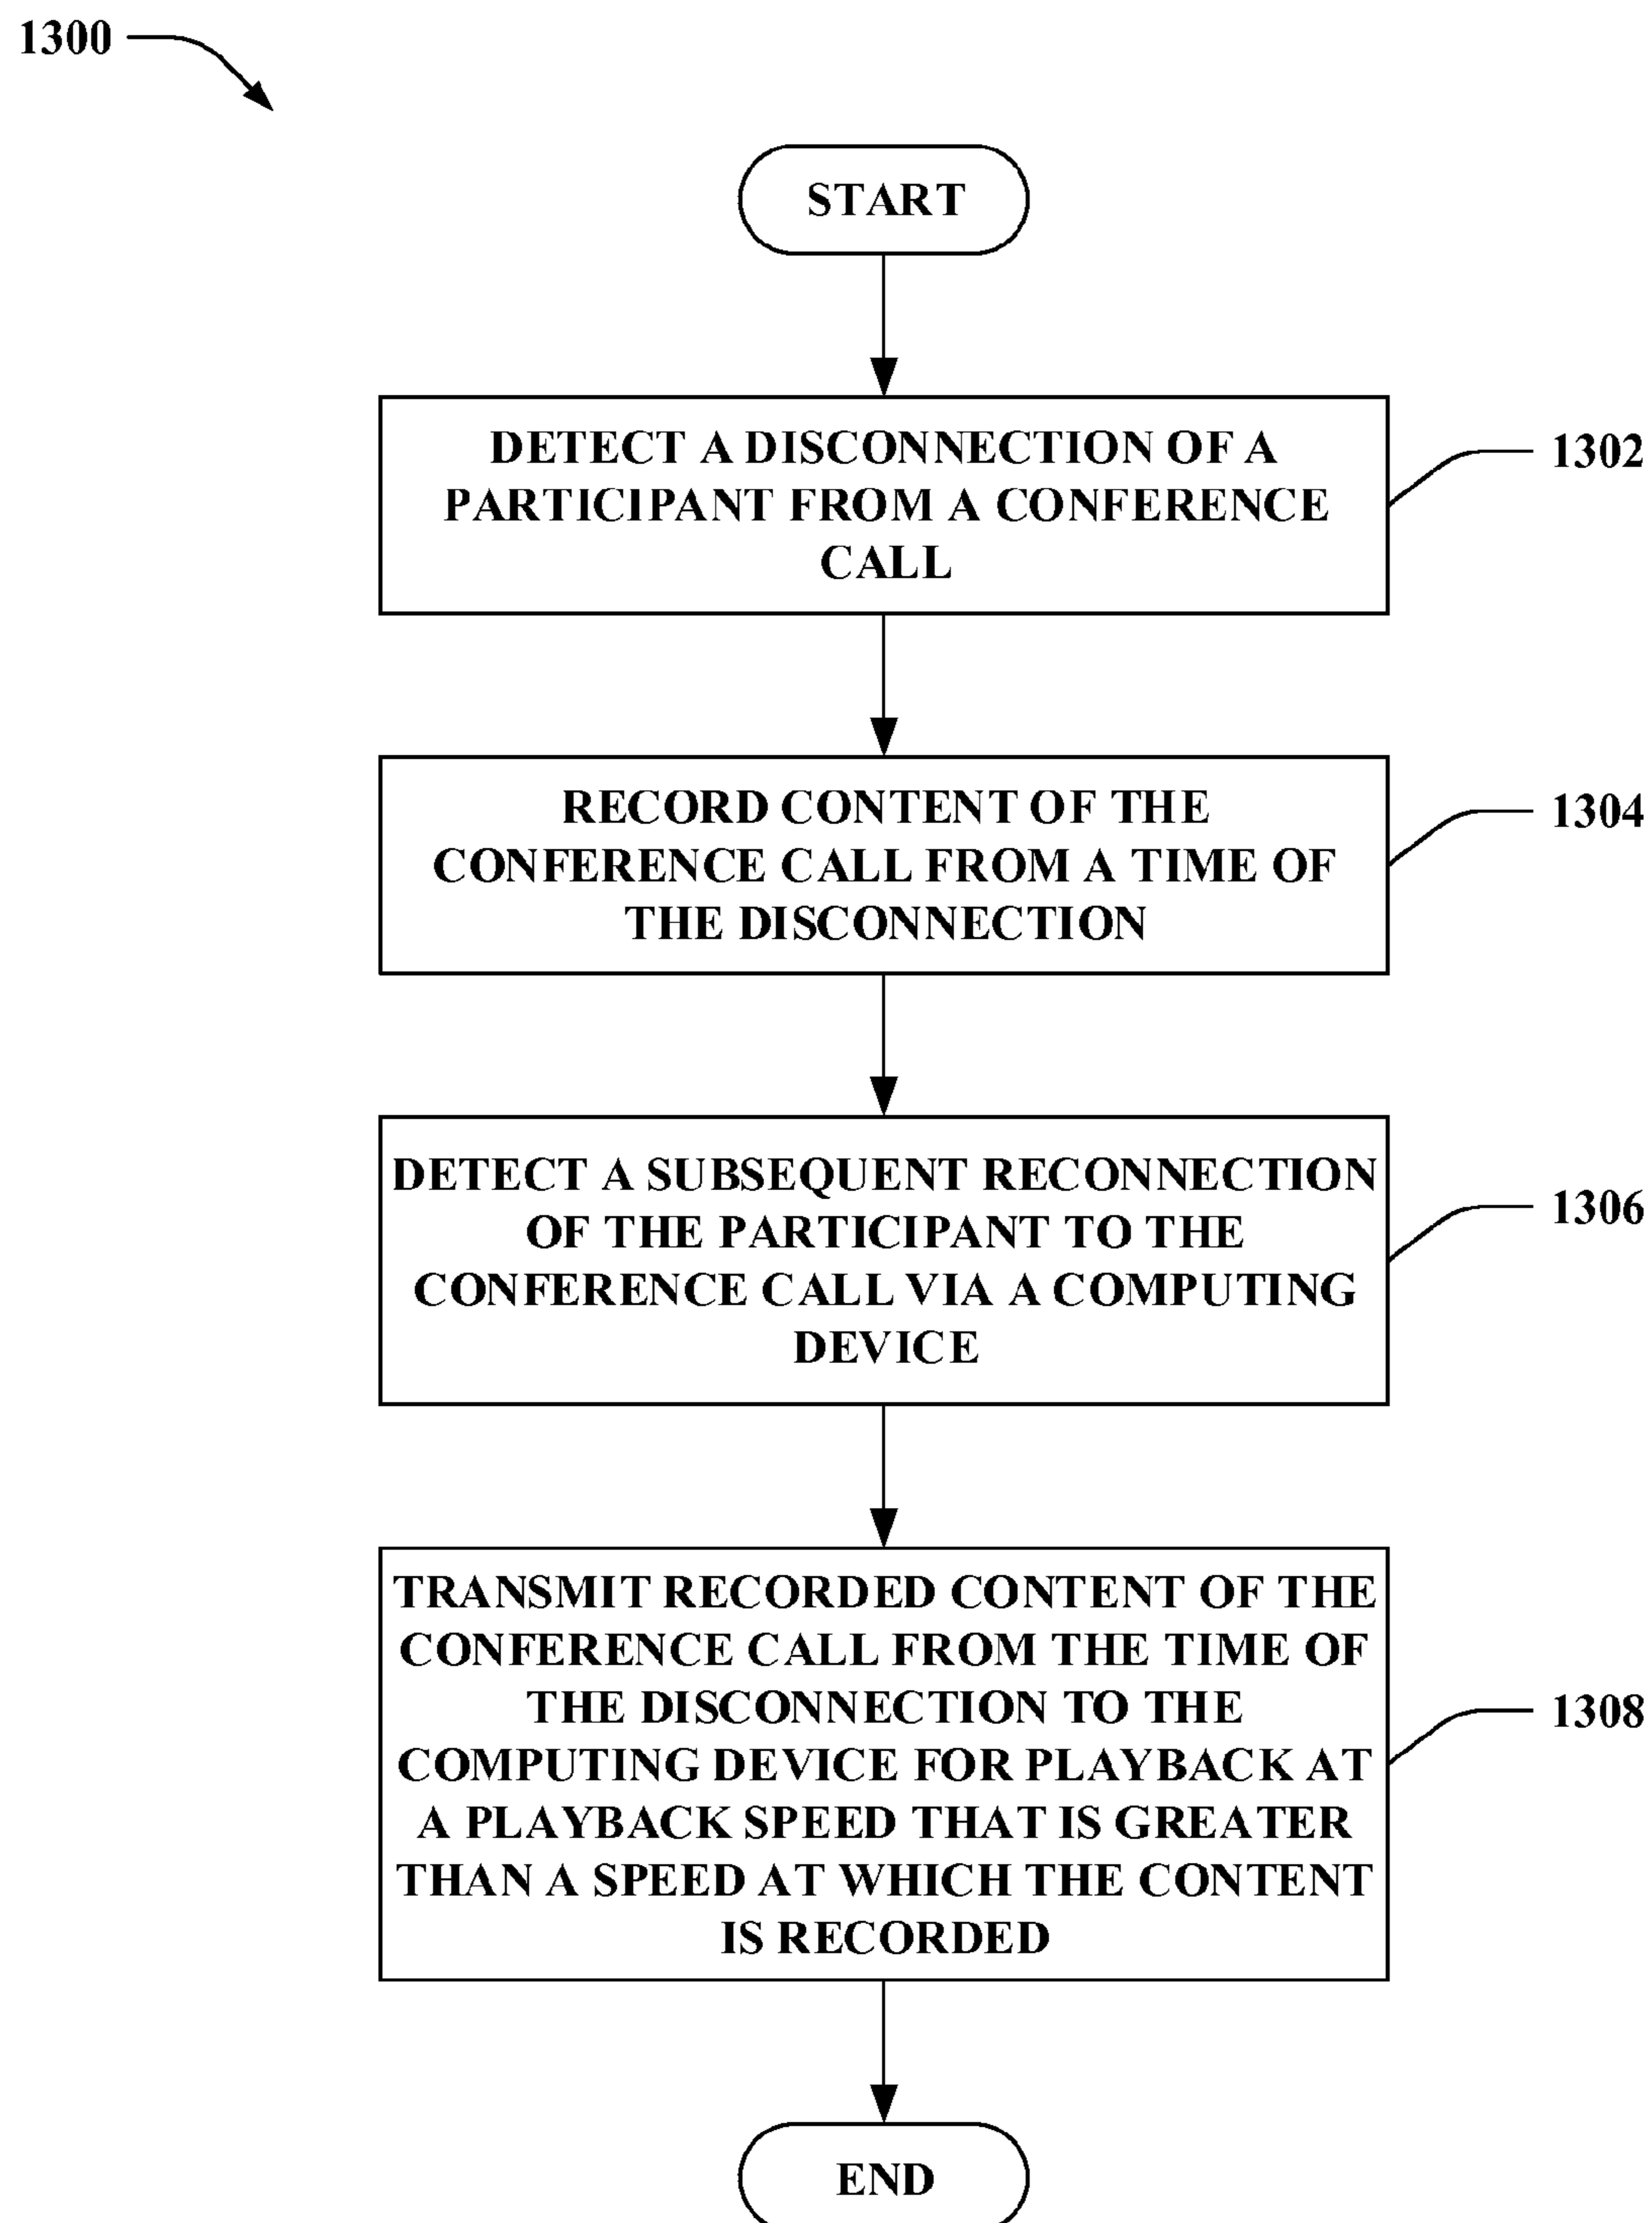 1300
START
DETECT A DISCONNECTION OF A
PARTICIPANT FROM A CONFERENCE
CALL
1302
RECORD CONTENT OF THE
CONFERENCE CALL FROM A TIME OF
THE DISCONNECTION
1304
DETECT A SUBSEQUENT RECONNECTION
OF THE PARTICIPANT TO THE
CONFERENCE CALL VIA A COMPUTING
DEVICE
1306
TRANSMIT RECORDED CONTENT OF THE
CONFERENCE CALL FROM THE TIME OF
THE DISCONNECTION TO THE
COMPUTING DEVICE FOR PLAYBACK AT
A PLAYBACK SPEED THAT IS GREATER
THAN A SPEED AT WHICH THE CONTENT
IS RECORDED
1308
END